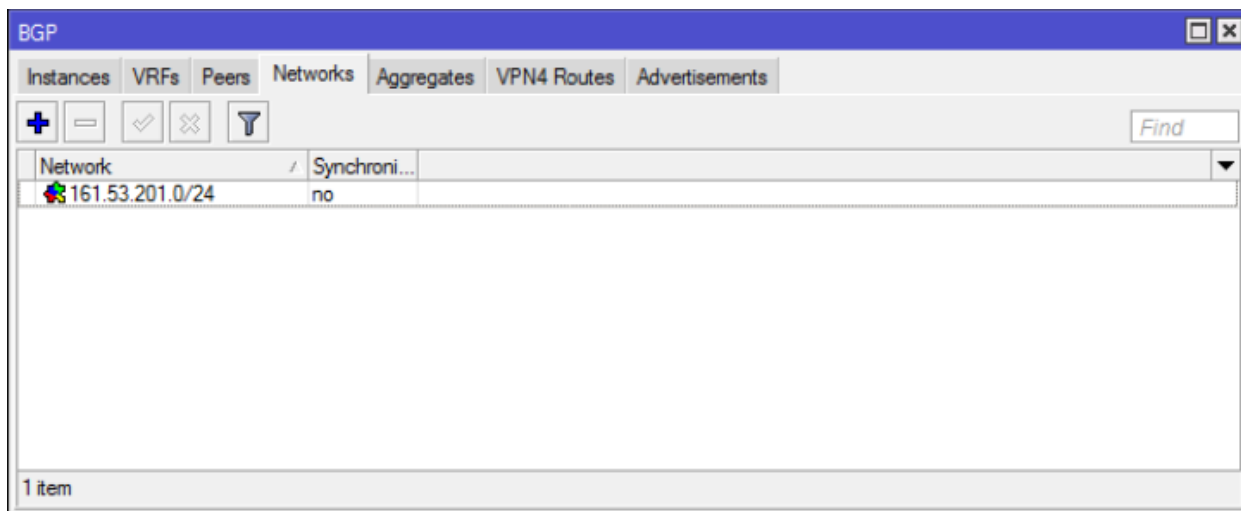 BGP
Instances VRFs Peers Networks Aggregates VPN4 Routes Advertisements
Find
Network Synchroni...
161.53.201.0/24 no
1 item